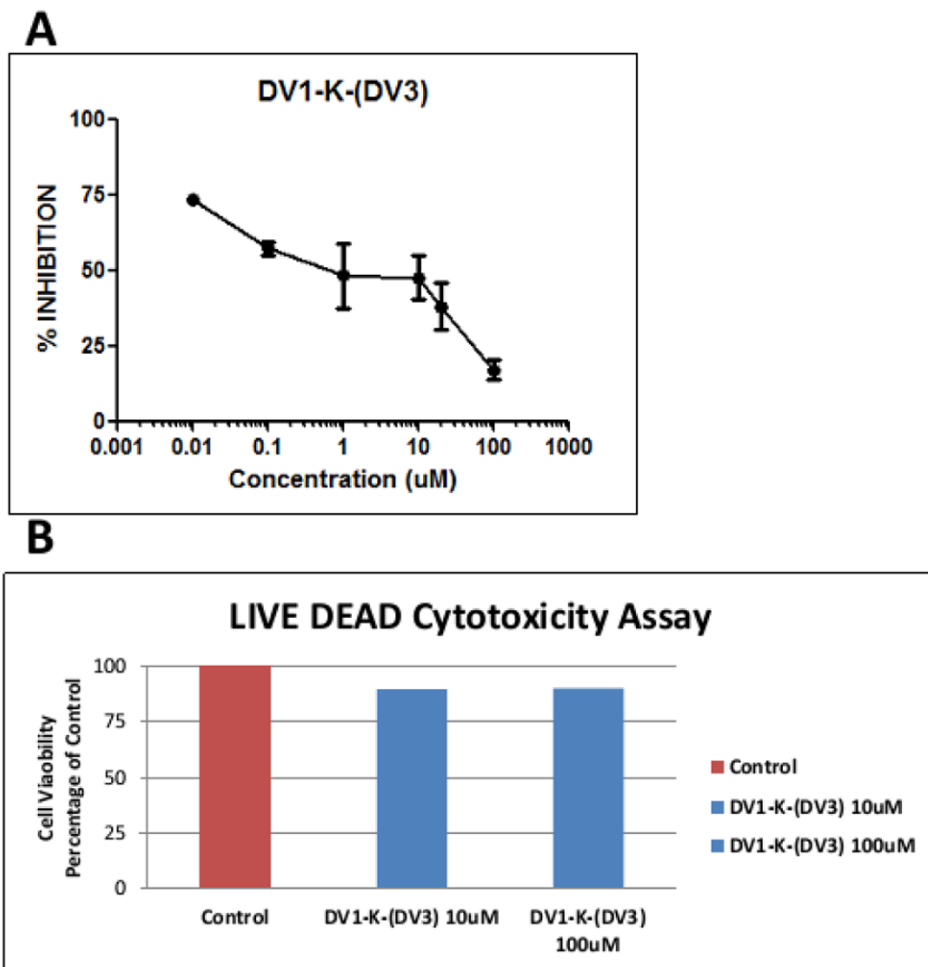 A
DV1-K-(DV3)
100
75
50
25
0
% INHIBITION
0.001 0.01 0.1 1 10 100 1000
Concentration (uM)
B
LIVE DEAD Cytotoxicity Assay
100
75
50
25
0
Cell Viaobility
Percentage of Control
Control
DV1-K-(DV3) 10uM
DV1-K-(DV3)
100uM
Control
DV1-K-(DV3) 10uM
DV1-K-(DV3) 100uM